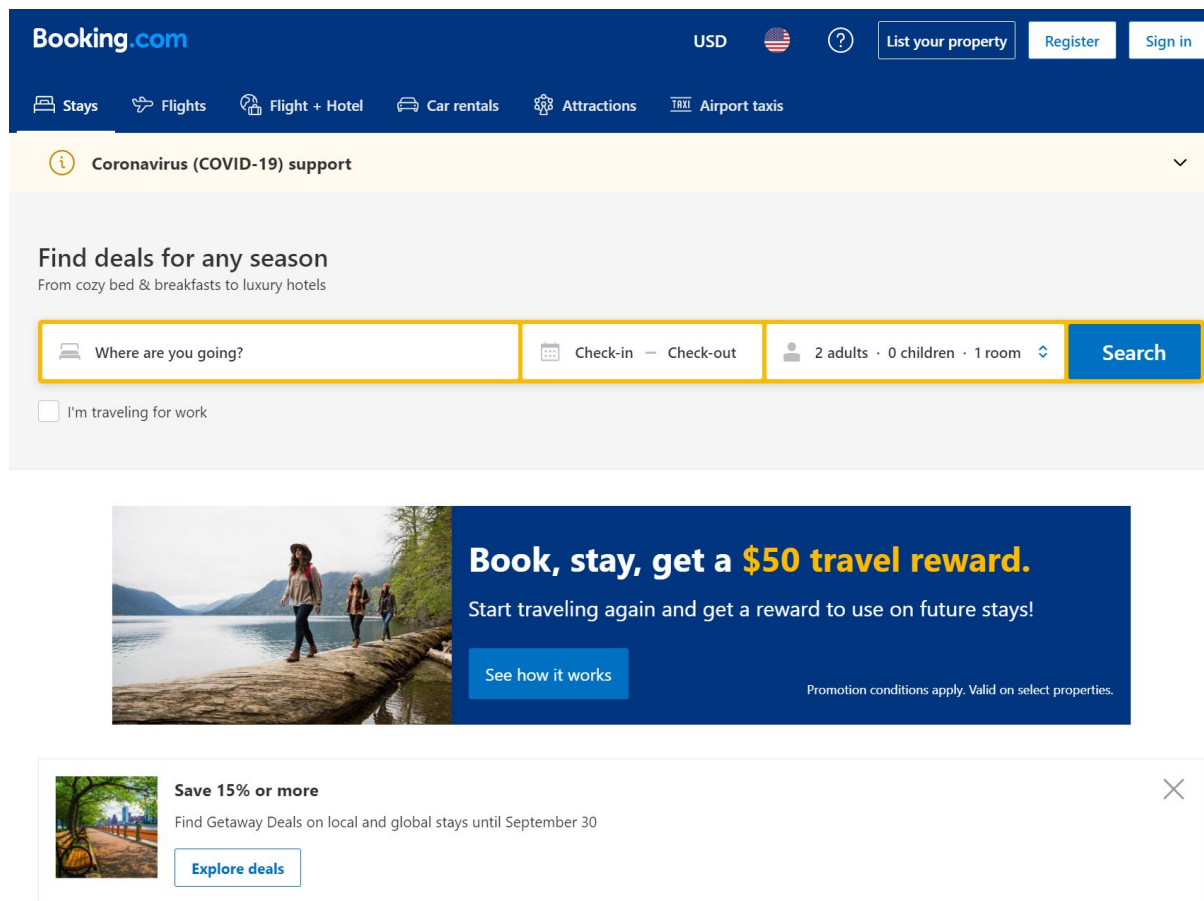 Booking.com
USD
List your property
Register
Sign in
Stays
Flights
Flight + Hotel
Car rentals
Attractions
TAXI Airport taxis
Coronavirus (COVID-19) support
Find deals for any season
From cozy bed & breakfasts to luxury hotels
Where are you going?
Check-in — Check-out
2 adults · 0 children · 1 room
Search
I'm traveling for work
Book, stay, get a $50 travel reward.
Start traveling again and get a reward to use on future stays!
See how it works
Promotion conditions apply. Valid on select properties.
Save 15% or more
Find Getaway Deals on local and global stays until September 30
Explore deals